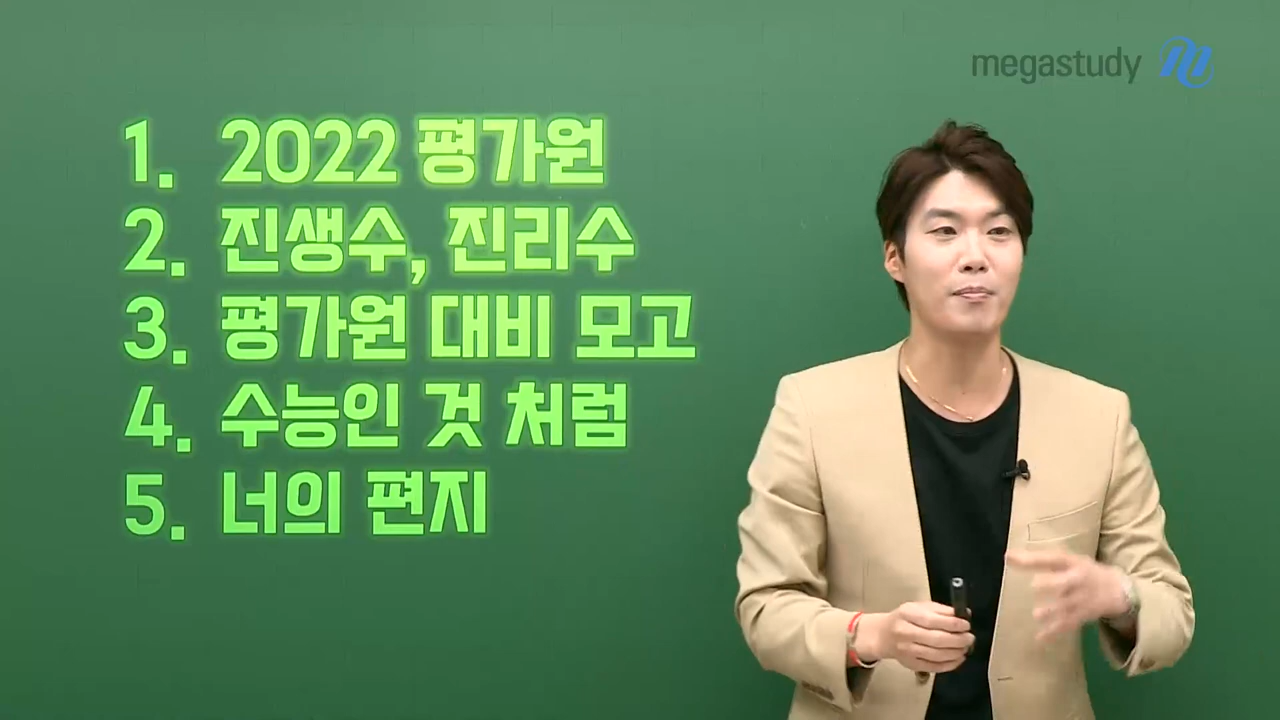 megastudy
1. 2022 평가원
2. 진생수, 진리수
3. 평가원 대비 모고
4. 수능인 것 처럼
5. 너의 편지